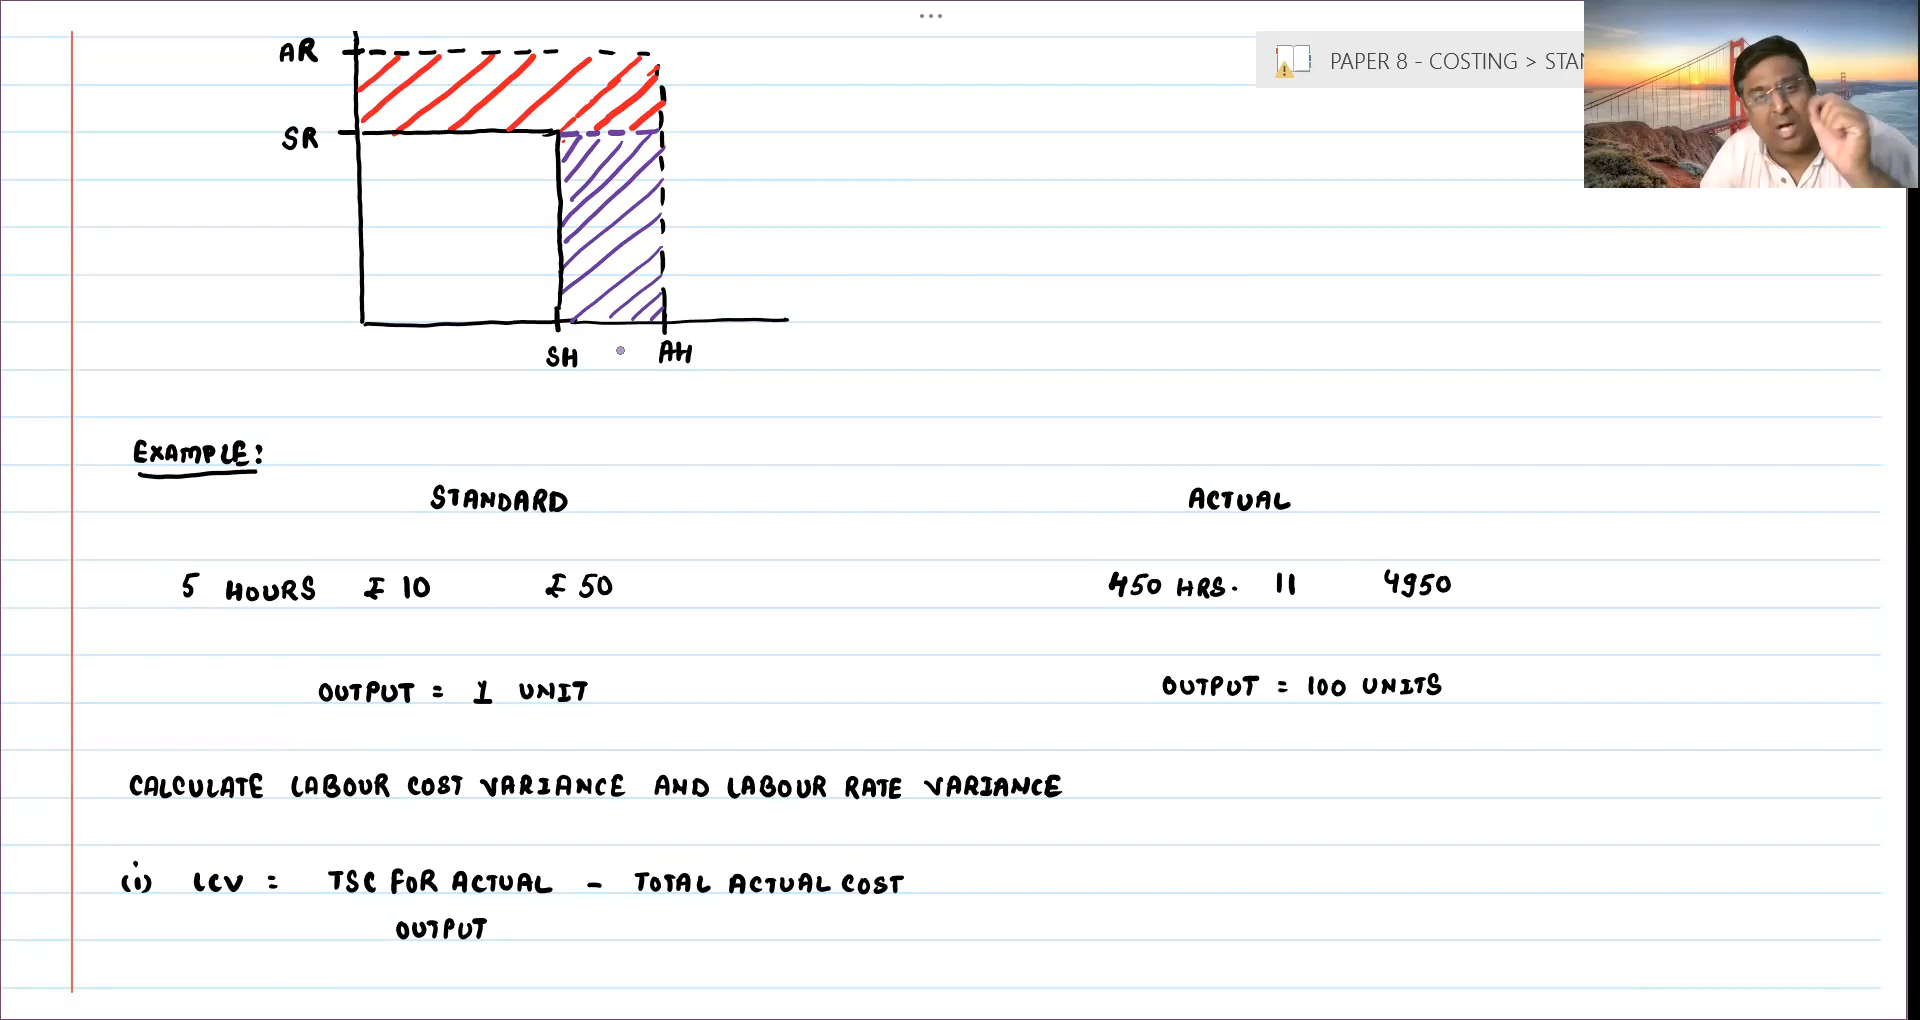 AR
PAPER 8 - COSTING > STAN
SR
SH AH
EXAMPLE:
STANDARD ACTUAL
5 HOURS ₹ 10 ₹ 50 450 HRS. 11 4950
OUTPUT = 1 UNIT OUTPUT = 100 UNITS
CALCULATE LABOUR COST VARIANCE AND LABOUR RATE VARIANCE
(i) LCV = TSC FOR ACTUAL - TOTAL ACTUAL COST
OUTPUT